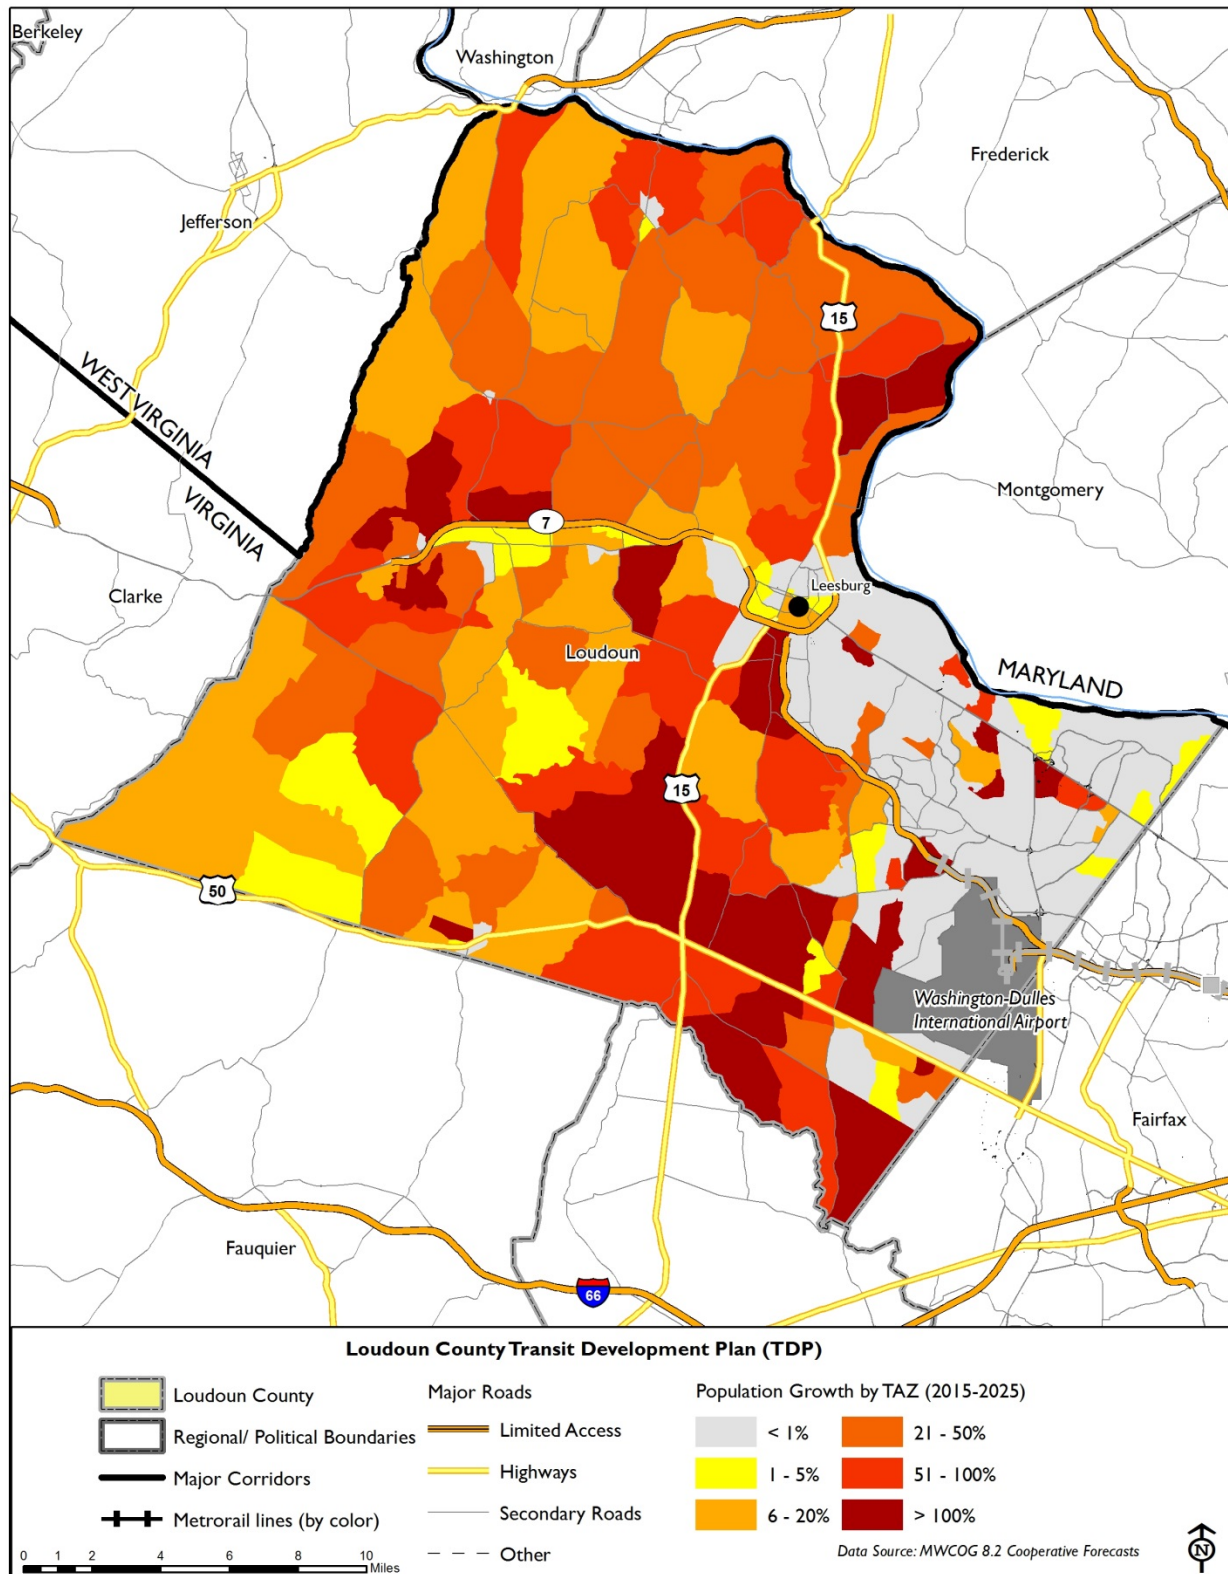 Berkeley
Washington
Frederick
Jefferson
15
WEST VIRGINIA
VIRGINIA
Montgomery
7
Clarke
Leesburg
Loudoun
MARYLAND
15
50
Washington-Dulles
International Airport
Fairfax
Fauquier
66
Loudoun County Transit Development Plan (TDP)
Loudoun County
Regional/ Political Boundaries
Major Corridors
Metrorail lines (by color)
0 1 2 4 6 8 10
Miles
Major Roads
Limited Access
Highways
Secondary Roads
Other
Population Growth by TAZ (2015-2025)
< 1%
1 - 5%
6 - 20%
21 - 50%
51 - 100%
> 100%
Data Source: MWCOG 8.2 Cooperative Forecasts
N